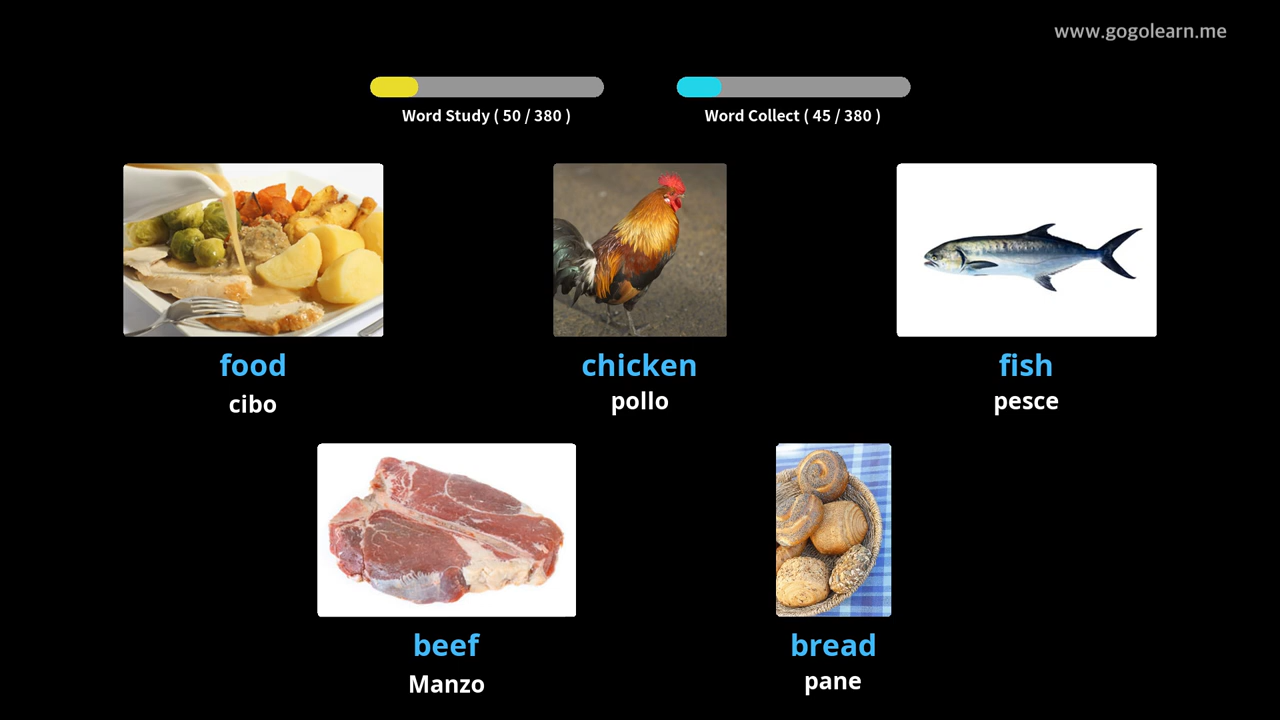 www.gogolearn.me
Word Study ( 50 / 380 )
Word Collect ( 45 / 380 )
food
cibo
chicken
pollo
fish
pesce
beef
Manzo
bread
pane